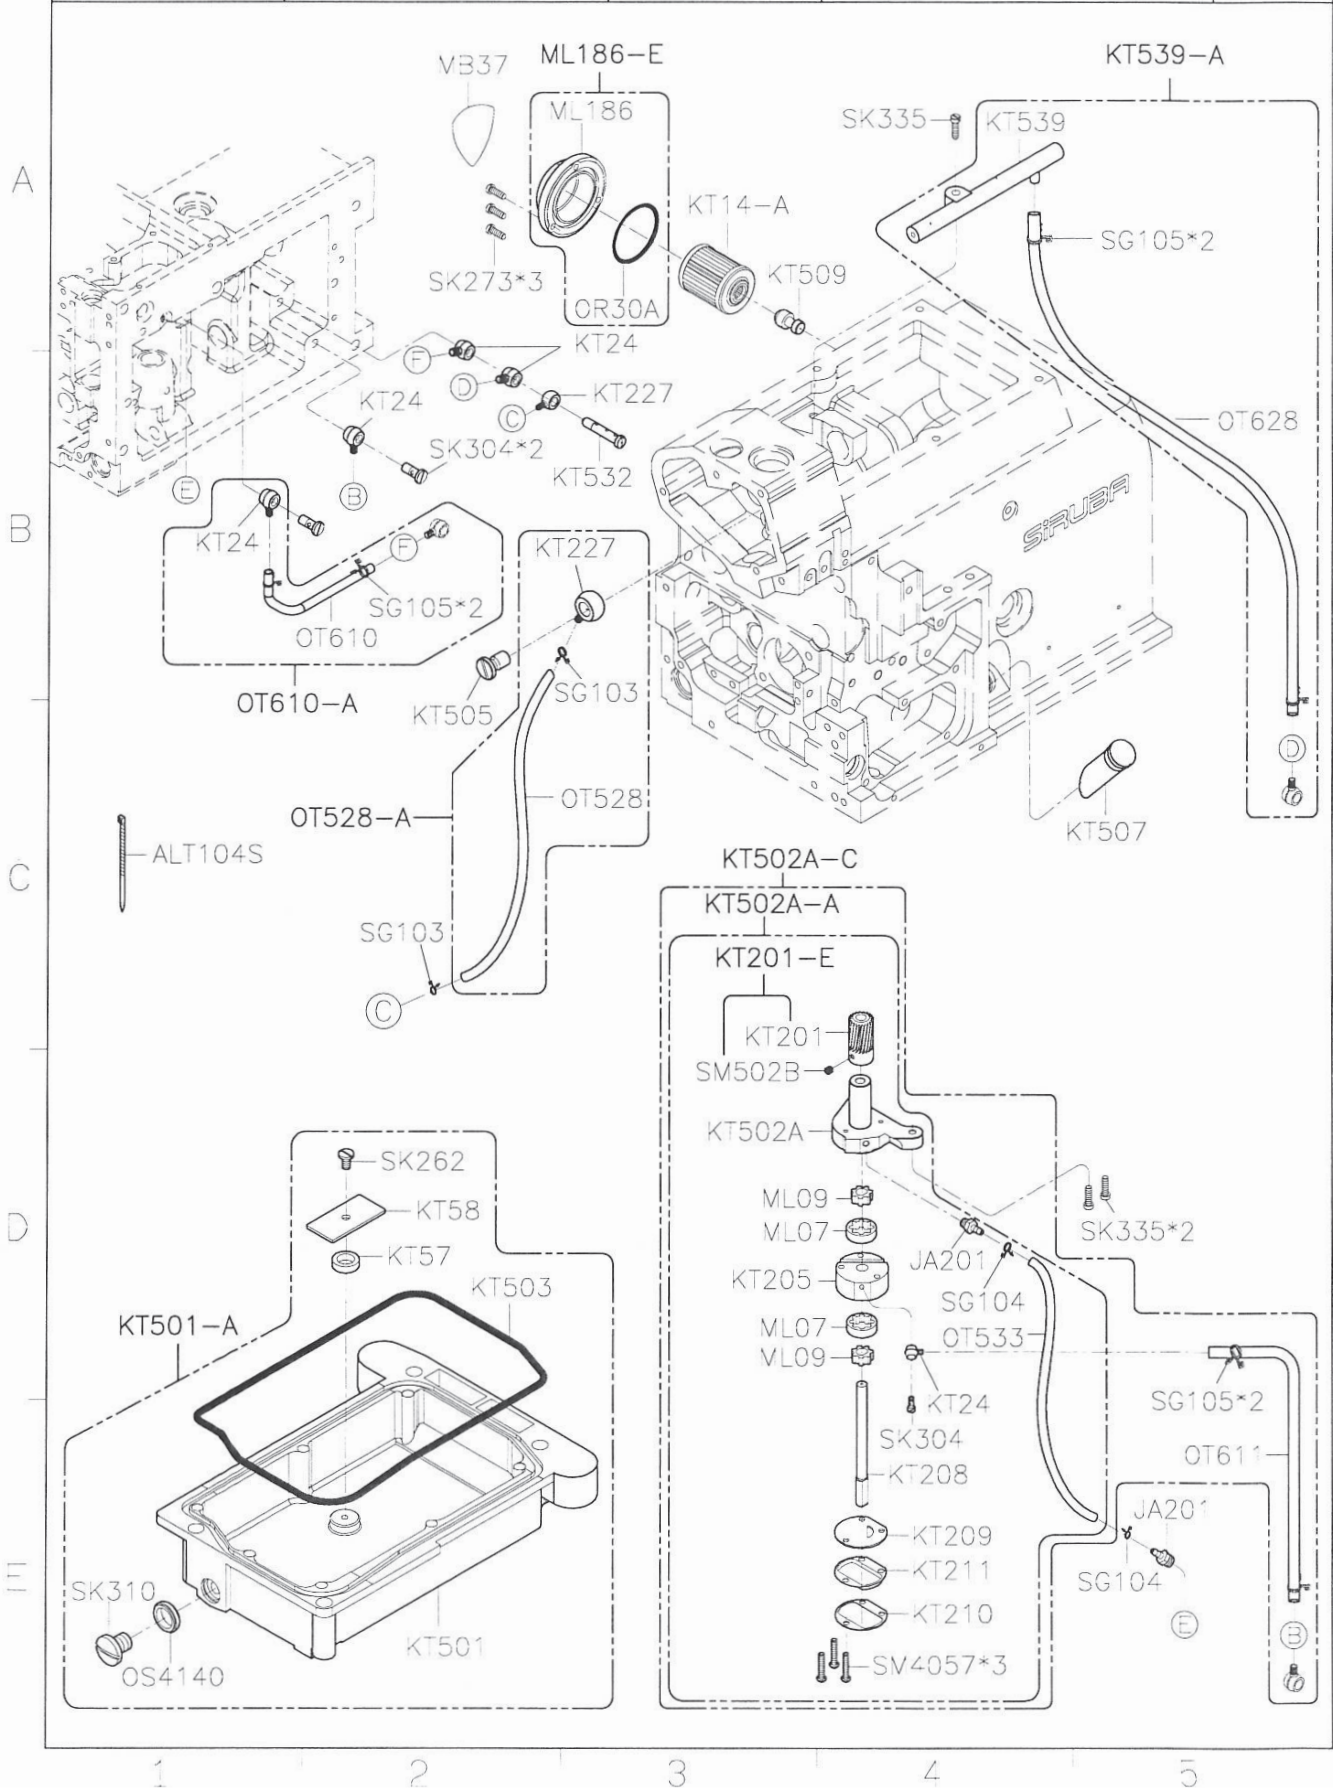 ML186-E
KT539-A
MB37
ML186
SK335
KT539
A
KT14-A
SG105*2
SK273*3
KT509
OR30A
F
KT24
D
KT227
KT24
C
OT628
SK304*2
KT532
E
B
SiRUBA
B
KT24
F
KT227
SG105*2
OT610
SG103
OT610-A
KT505
D
OT528
OT528-A
KT507
ALT104S
C
KT502A-C
KT502A-A
SG103
KT201-E
C
KT201
SM502B
KT502A
SK262
ML09
KT58
SK335*2
D
ML07
JA201
KT57
KT205
KT503
SG104
KT501-A
ML07
OT533
ML09
SG105*2
KT24
SK304
OT611
KT208
JA201
KT209
KT211
SG104
E
SK310
KT210
E
B
KT501
SM4057*3
OS4140
1
2
3
4
5